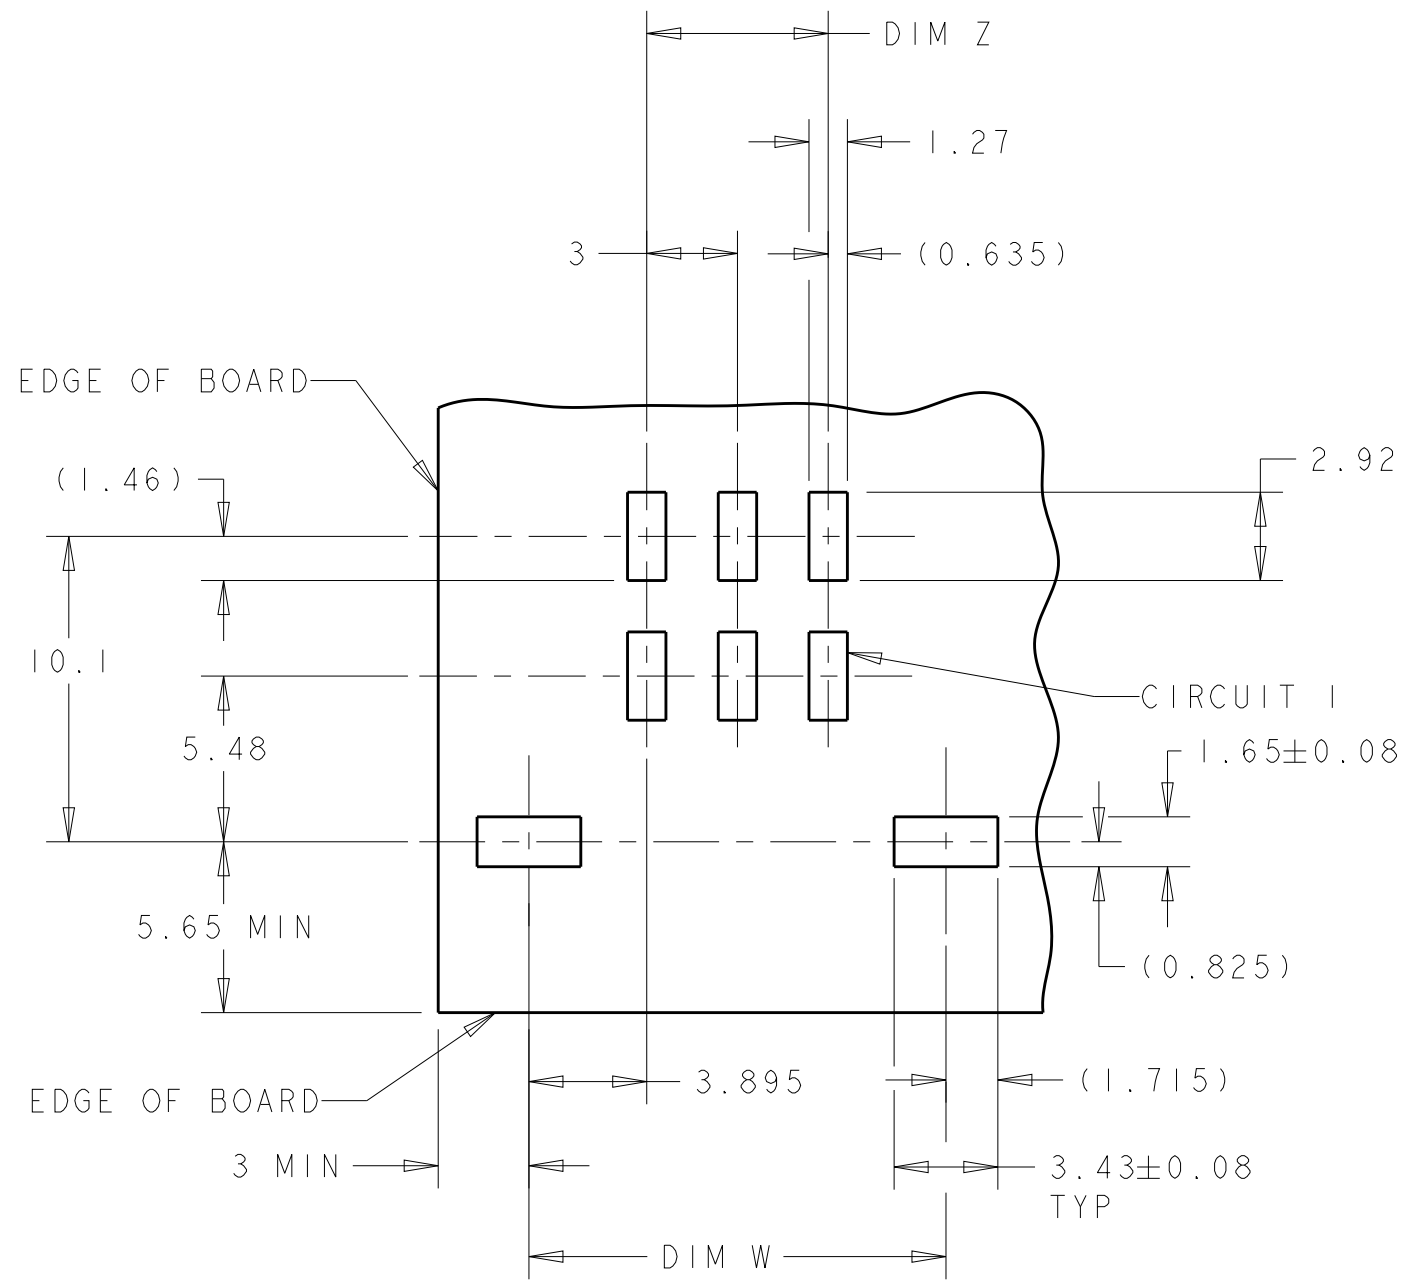 DIM Z
1.27
3
(0.635)
EDGE OF BOARD
(1.46)
2.92
10.1
CIRCUIT 1
5.48
1.65±0.08
5.65 MIN
(0.825)
3.895
(1.715)
EDGE OF BOARD
3 MIN
3.43±0.08
TYP
DIM W